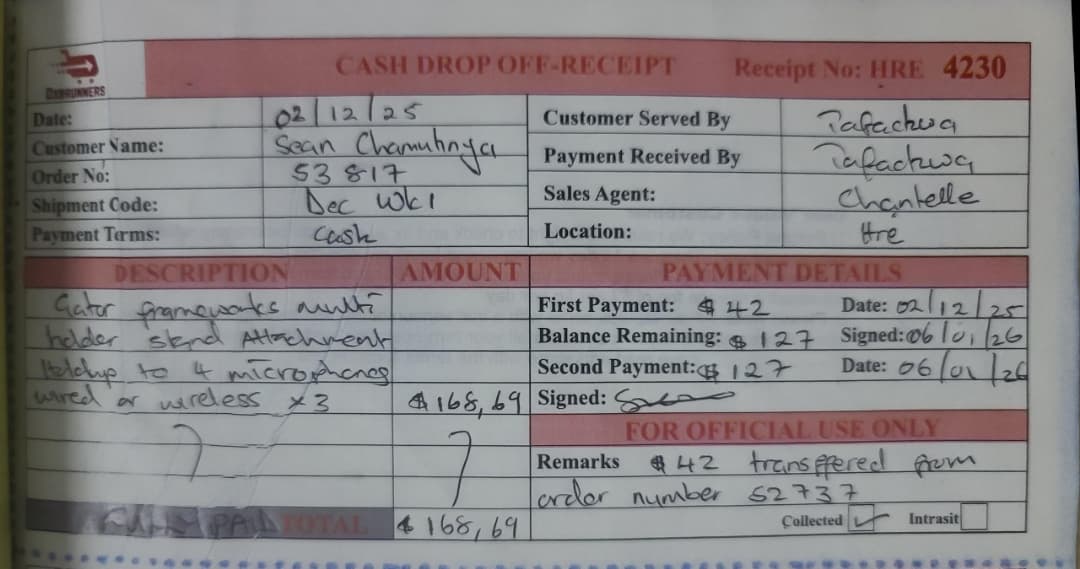 CASH DROP OFF-RECEIPT Receipt No: HRE 4230
Date: 02/12/25 Customer Served By Tafadzwa
Customer Name: Sean Chamuhnya Payment Received By Tafadzwa
Order No: 53817 Sales Agent: Chantelle
Shipment Code: Dec Wk1 Location: Hre
Payment Terms: Cash
DESCRIPTION AMOUNT PAYMENT DETAILS
Gator frameworks multi First Payment: $42 Date: 02/12/25
holder stand Attachment Balance Remaining: $127 Signed: 06/01/26
Holdup to 4 microphones Second Payment: $127 Date: 06/01/26
wired or wireless x3 $168,69 Signed:
FOR OFFICIAL USE ONLY
Remarks $42 transffered from
order number 52737
FULLY PAID TOTAL $168,69 Collected ✓ Intrasit